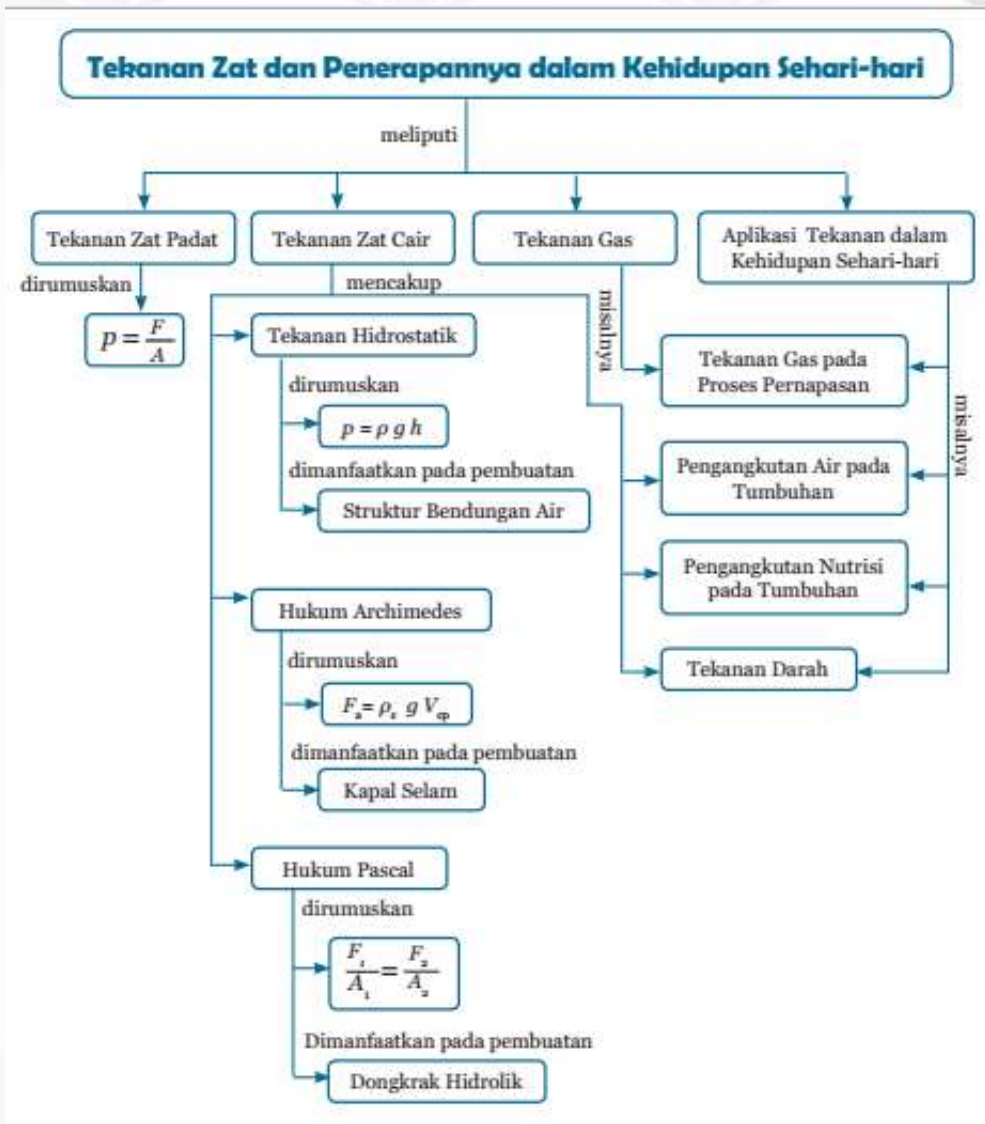 Tekanan Zat dan Penerapannya dalam Kehidupan Sehari-hari
meliputi
Tekanan Zat Padat
dirumuskan
p = F/A
Tekanan Zat Cair
mencakup
Tekanan Hidrostatik
dirumuskan
p = ρ g h
dimanfaatkan pada pembuatan
Struktur Bendungan Air
Hukum Archimedes
dirumuskan
Fₐ = ρ_c g V_cp
dimanfaatkan pada pembuatan
Kapal Selam
Hukum Pascal
dirumuskan
F₁/A₁ = F₂/A₂
Dimanfaatkan pada pembuatan
Dongkrak Hidrolik
Tekanan Gas
misalnya
Aplikasi Tekanan dalam
Kehidupan Sehari-hari
misalnya
Tekanan Gas pada
Proses Pernapasan
Pengangkutan Air pada
Tumbuhan
Pengangkutan Nutrisi
pada Tumbuhan
Tekanan Darah